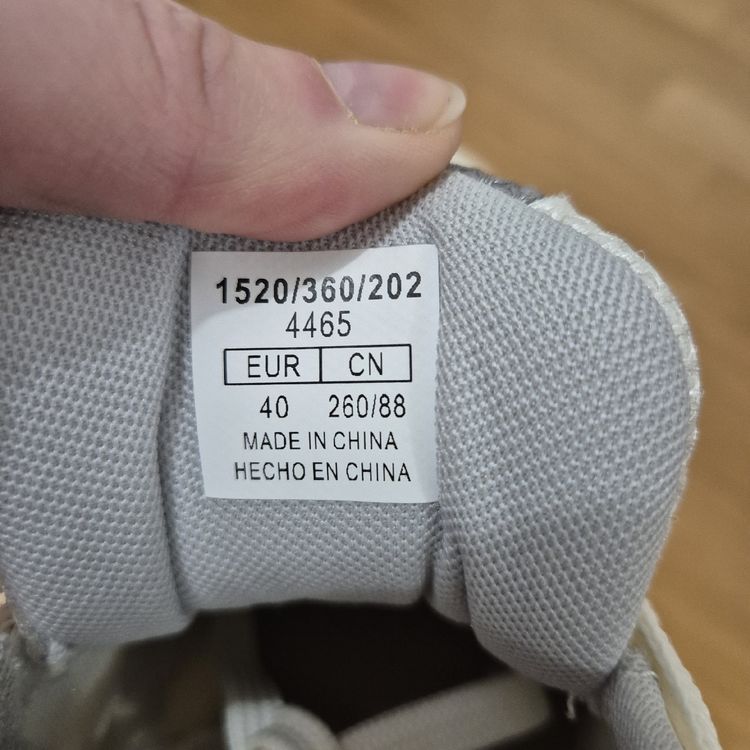 1520/360/202
4465
EUR CN
40 260/88
MADE IN CHINA
HECHO EN CHINA